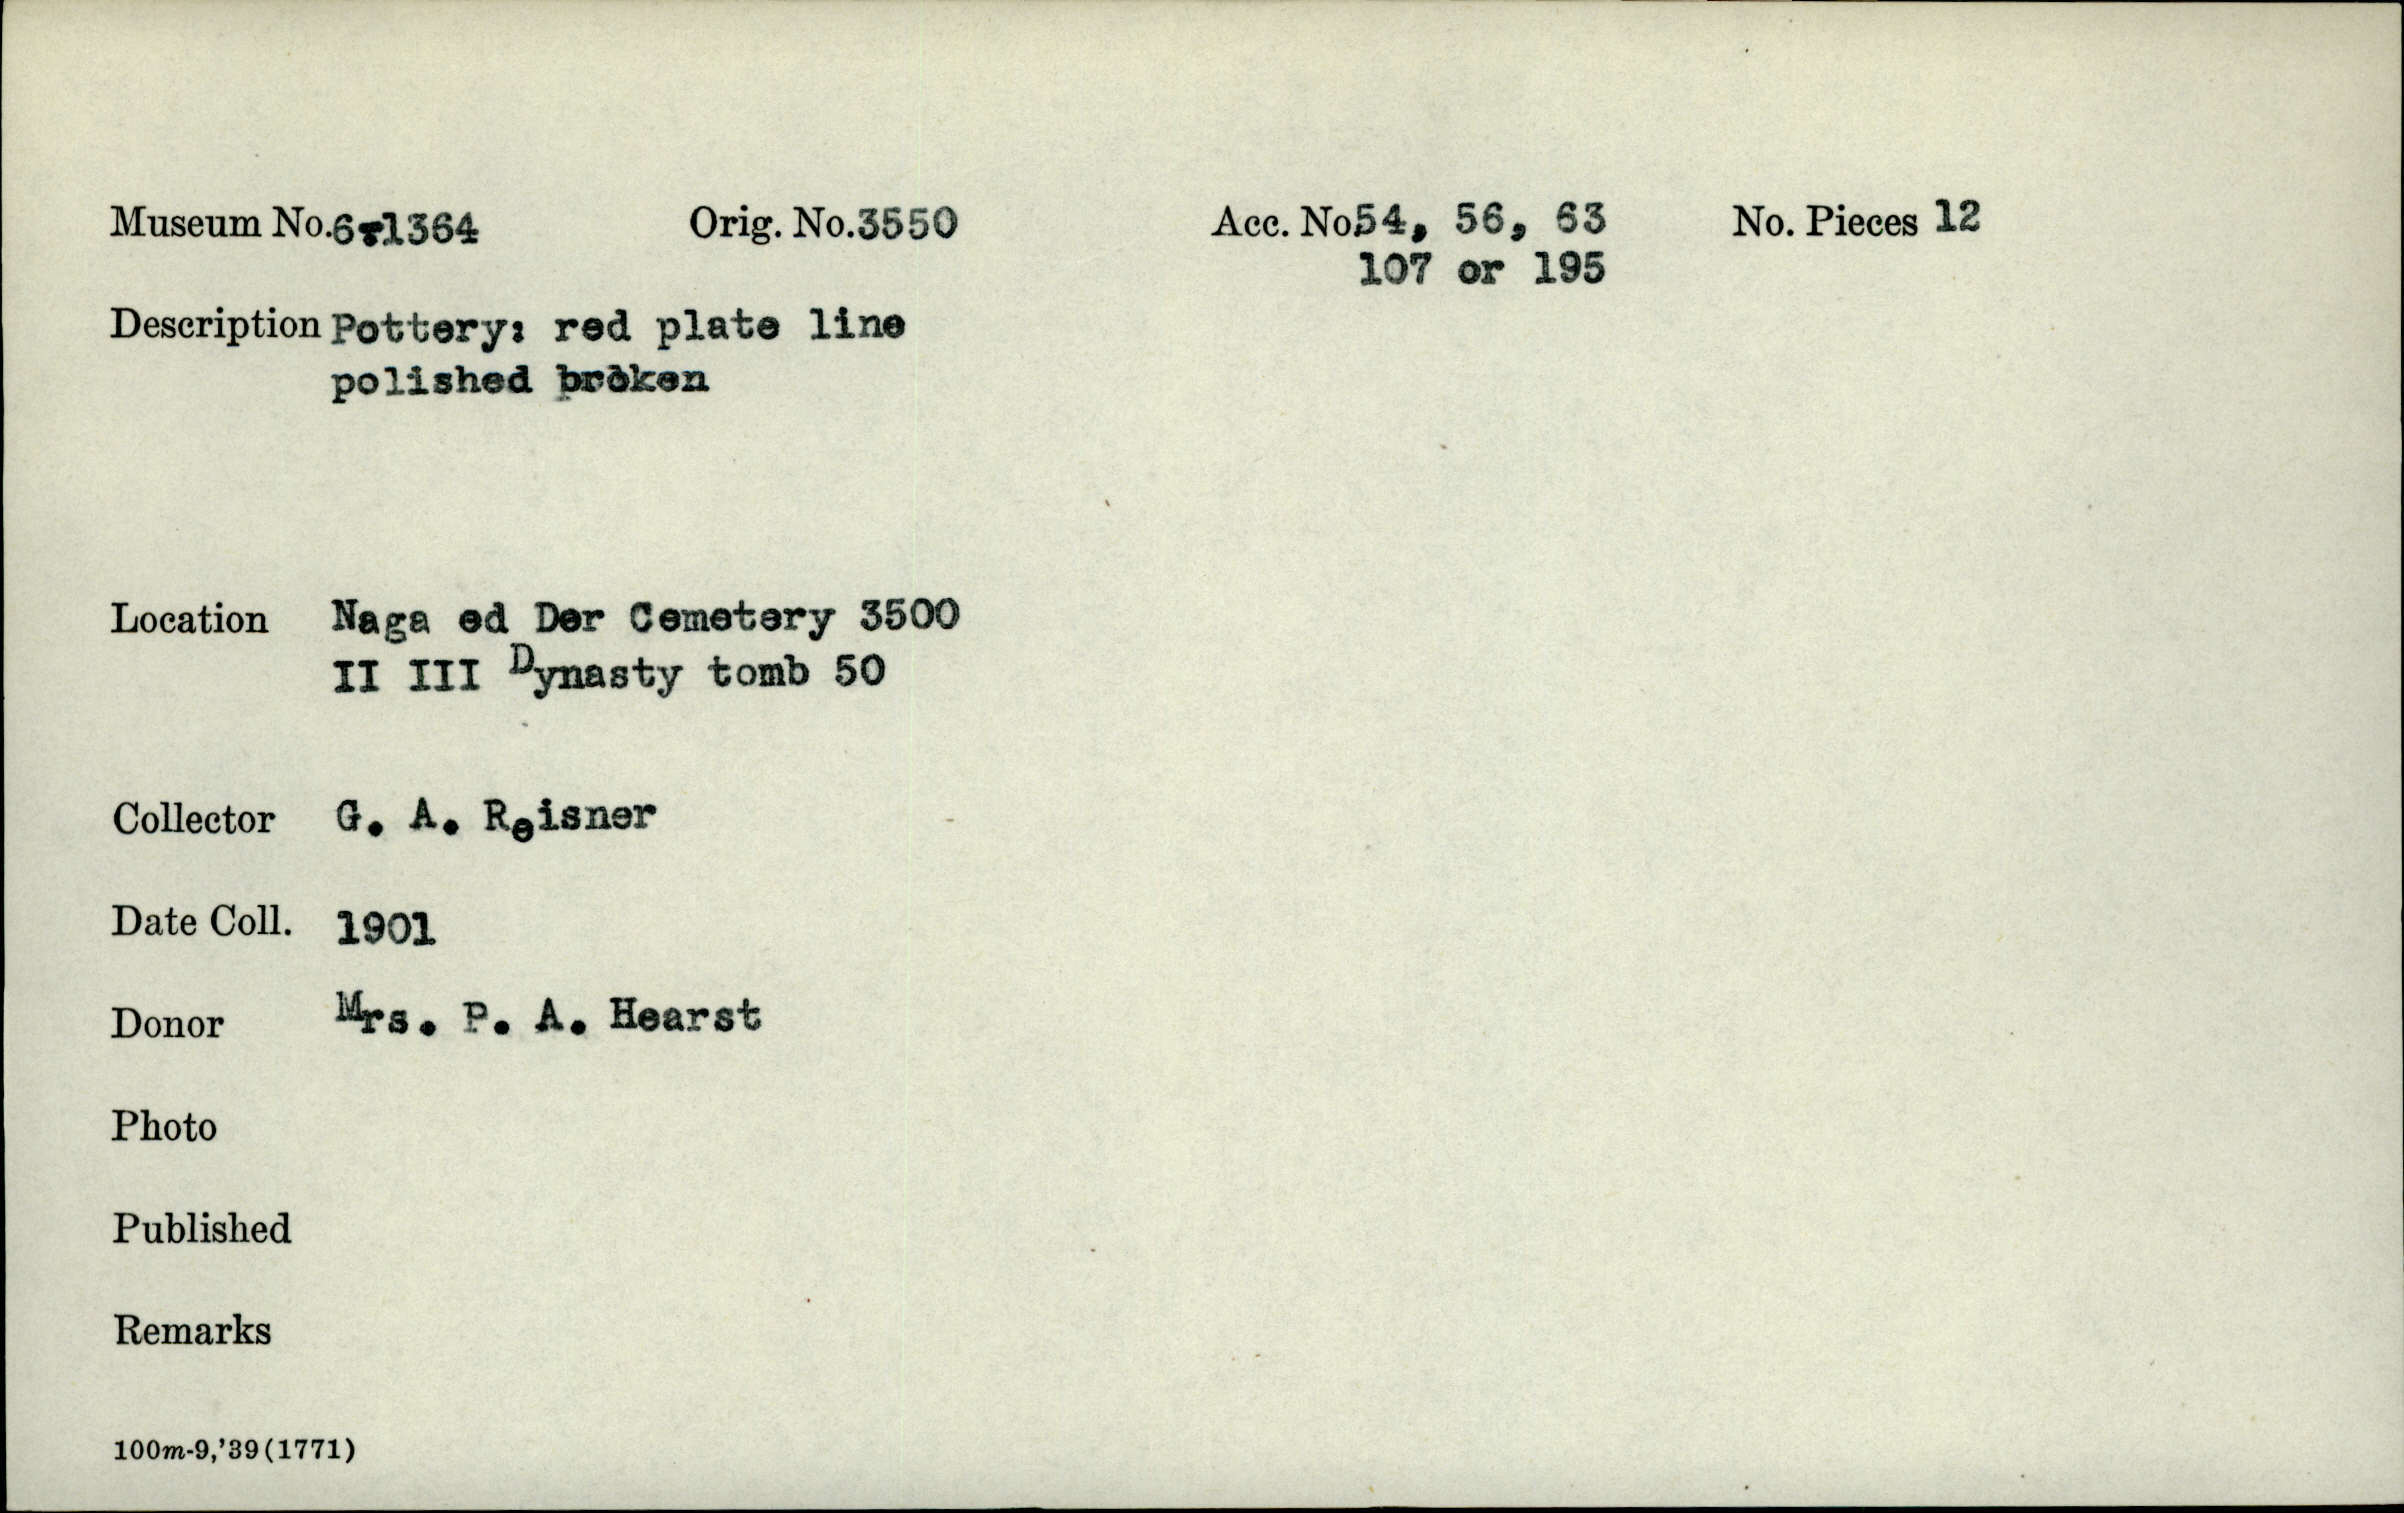 Museum No. 6-1364 Orig. No. 3550 Acc. No. 54, 56, 63 No. Pieces 12
107 or 195
Description Pottery: red plate line
polished broken
Location Naga ed Der Cemetery 3500
II III Dynasty tomb 50
Collector G. A. Reisner
Date Coll. 1901
Donor Mrs. P. A. Hearst
Photo
Published
Remarks
100m-9,'39(1771)